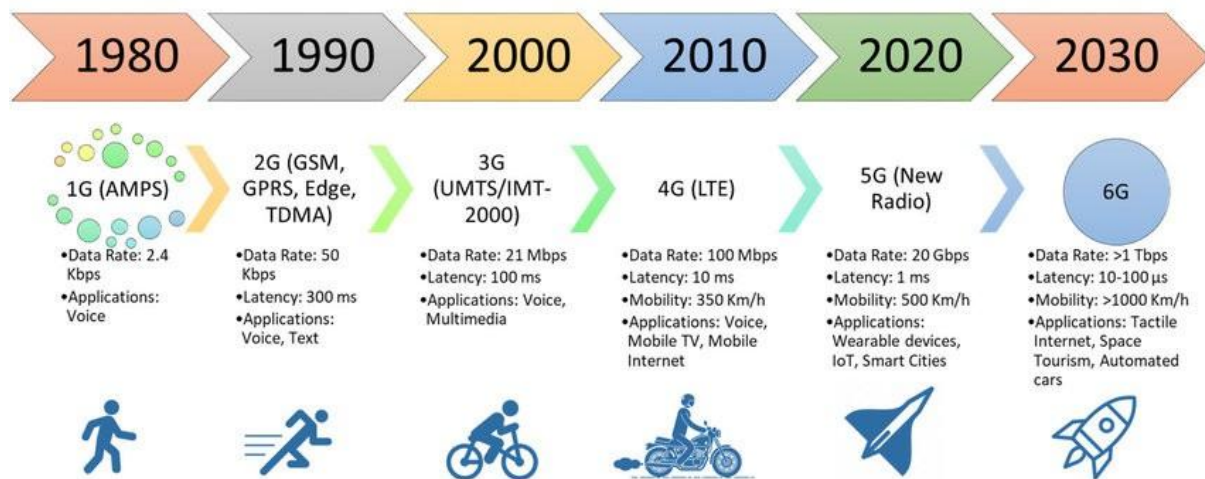 1980
1990
2000
2010
2020
2030
1G (AMPS)
•Data Rate: 2.4
Kbps
•Applications:
Voice
2G (GSM,
GPRS, Edge,
TDMA)
•Data Rate: 50
Kbps
•Latency: 300 ms
•Applications:
Voice, Text
3G
(UMTS/IMT-
2000)
•Data Rate: 21 Mbps
•Latency: 100 ms
•Applications: Voice,
Multimedia
4G (LTE)
•Data Rate: 100 Mbps
•Latency: 10 ms
•Mobility: 350 Km/h
•Applications: Voice,
Mobile TV, Mobile
Internet
5G (New
Radio)
•Data Rate: 20 Gbps
•Latency: 1 ms
•Mobility: 500 Km/h
•Applications:
Wearable devices,
IoT, Smart Cities
6G
•Data Rate: >1 Tbps
•Latency: 10-100 µs
•Mobility: >1000 Km/h
•Applications: Tactile
Internet, Space
Tourism, Automated
cars